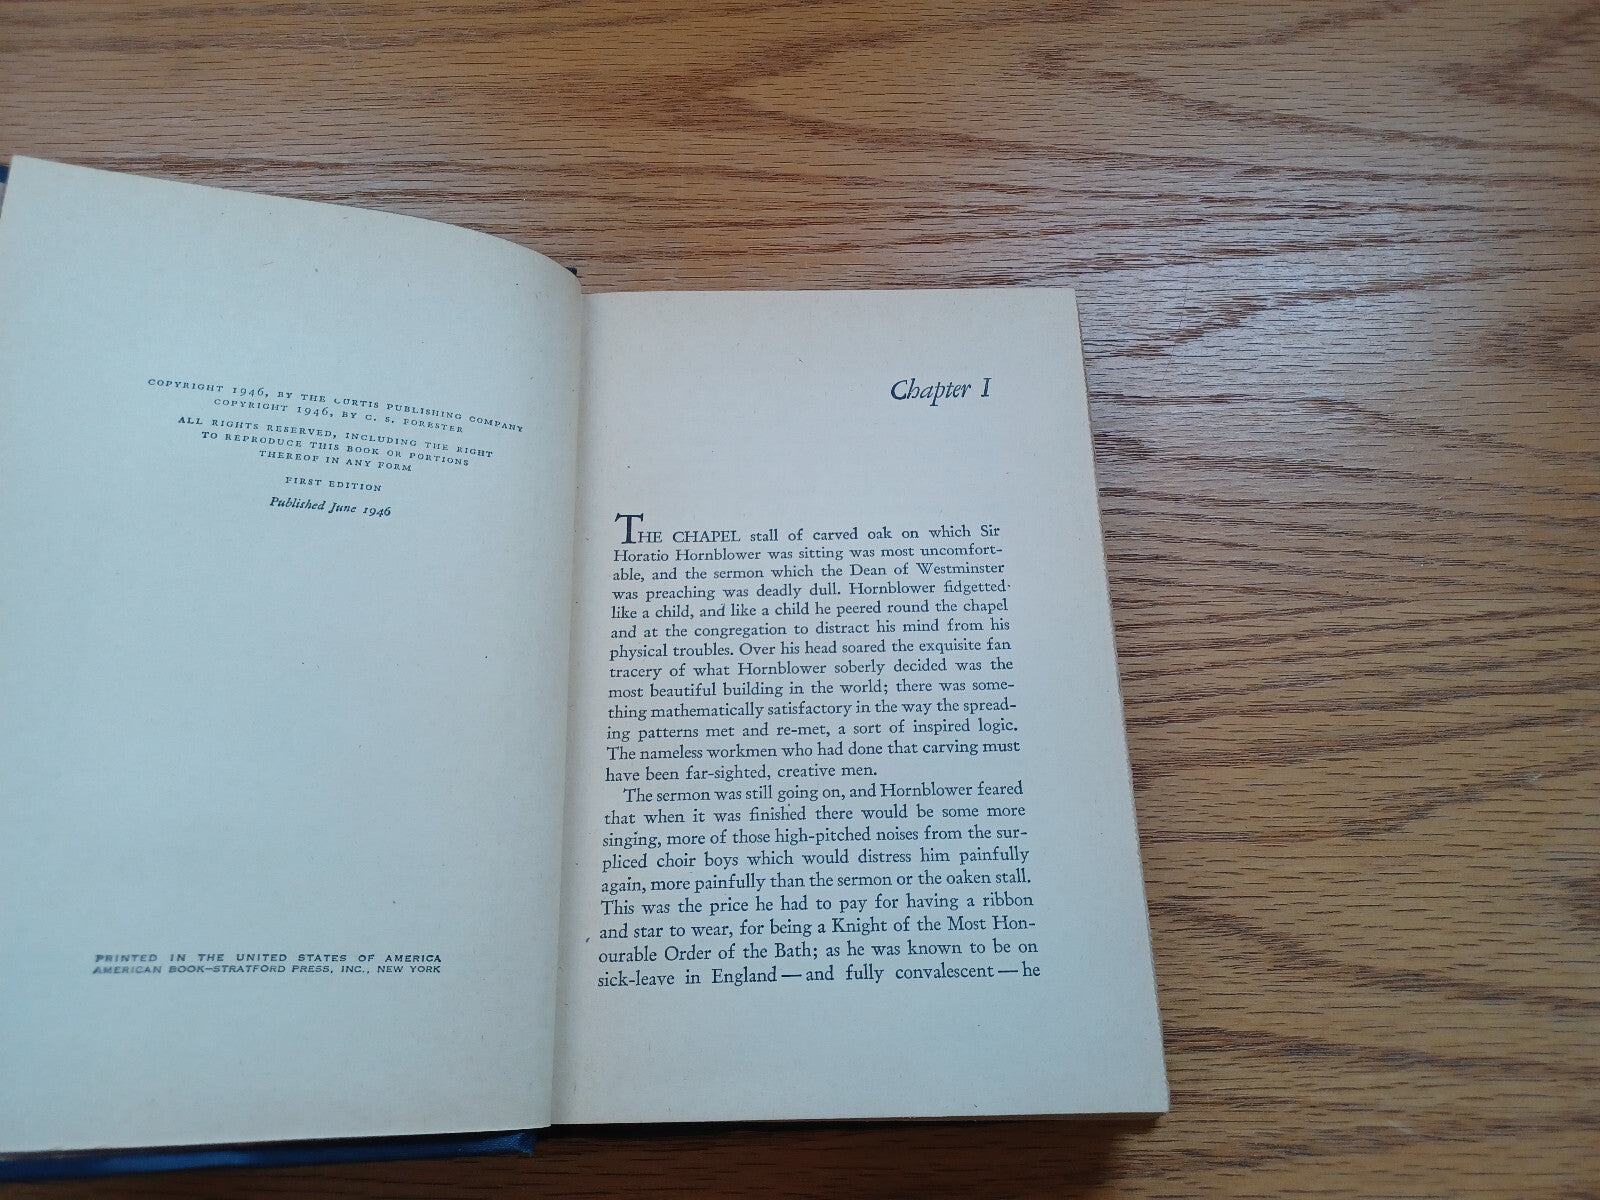 COPYRIGHT 1946, BY THE CURTIS PUBLISHING COMPANY
COPYRIGHT 1946, BY C. S. FORESTER
ALL RIGHTS RESERVED, INCLUDING THE RIGHT
TO REPRODUCE THIS BOOK OR PORTIONS
THEREOF IN ANY FORM
FIRST EDITION
Published June 1946
PRINTED IN THE UNITED STATES OF AMERICA
AMERICAN BOOK–STRATFORD PRESS, INC., NEW YORK
Chapter I
THE CHAPEL stall of carved oak on which Sir
Horatio Hornblower was sitting was most uncomfort-
able, and the sermon which the Dean of Westminster
was preaching was deadly dull. Hornblower fidgetted
like a child, and like a child he peered round the chapel
and at the congregation to distract his mind from his
physical troubles. Over his head soared the exquisite fan
tracery of what Hornblower soberly decided was the
most beautiful building in the world; there was some-
thing mathematically satisfactory in the way the spread-
ing patterns met and re-met, a sort of inspired logic.
The nameless workmen who had done that carving must
have been far-sighted, creative men.
The sermon was still going on, and Hornblower feared
that when it was finished there would be some more
singing, more of those high-pitched noises from the sur-
pliced choir boys which would distress him painfully
again, more painfully than the sermon or the oaken stall.
This was the price he had to pay for having a ribbon
and star to wear, for being a Knight of the Most Hon-
ourable Order of the Bath; as he was known to be on
sick-leave in England — and fully convalescent — he